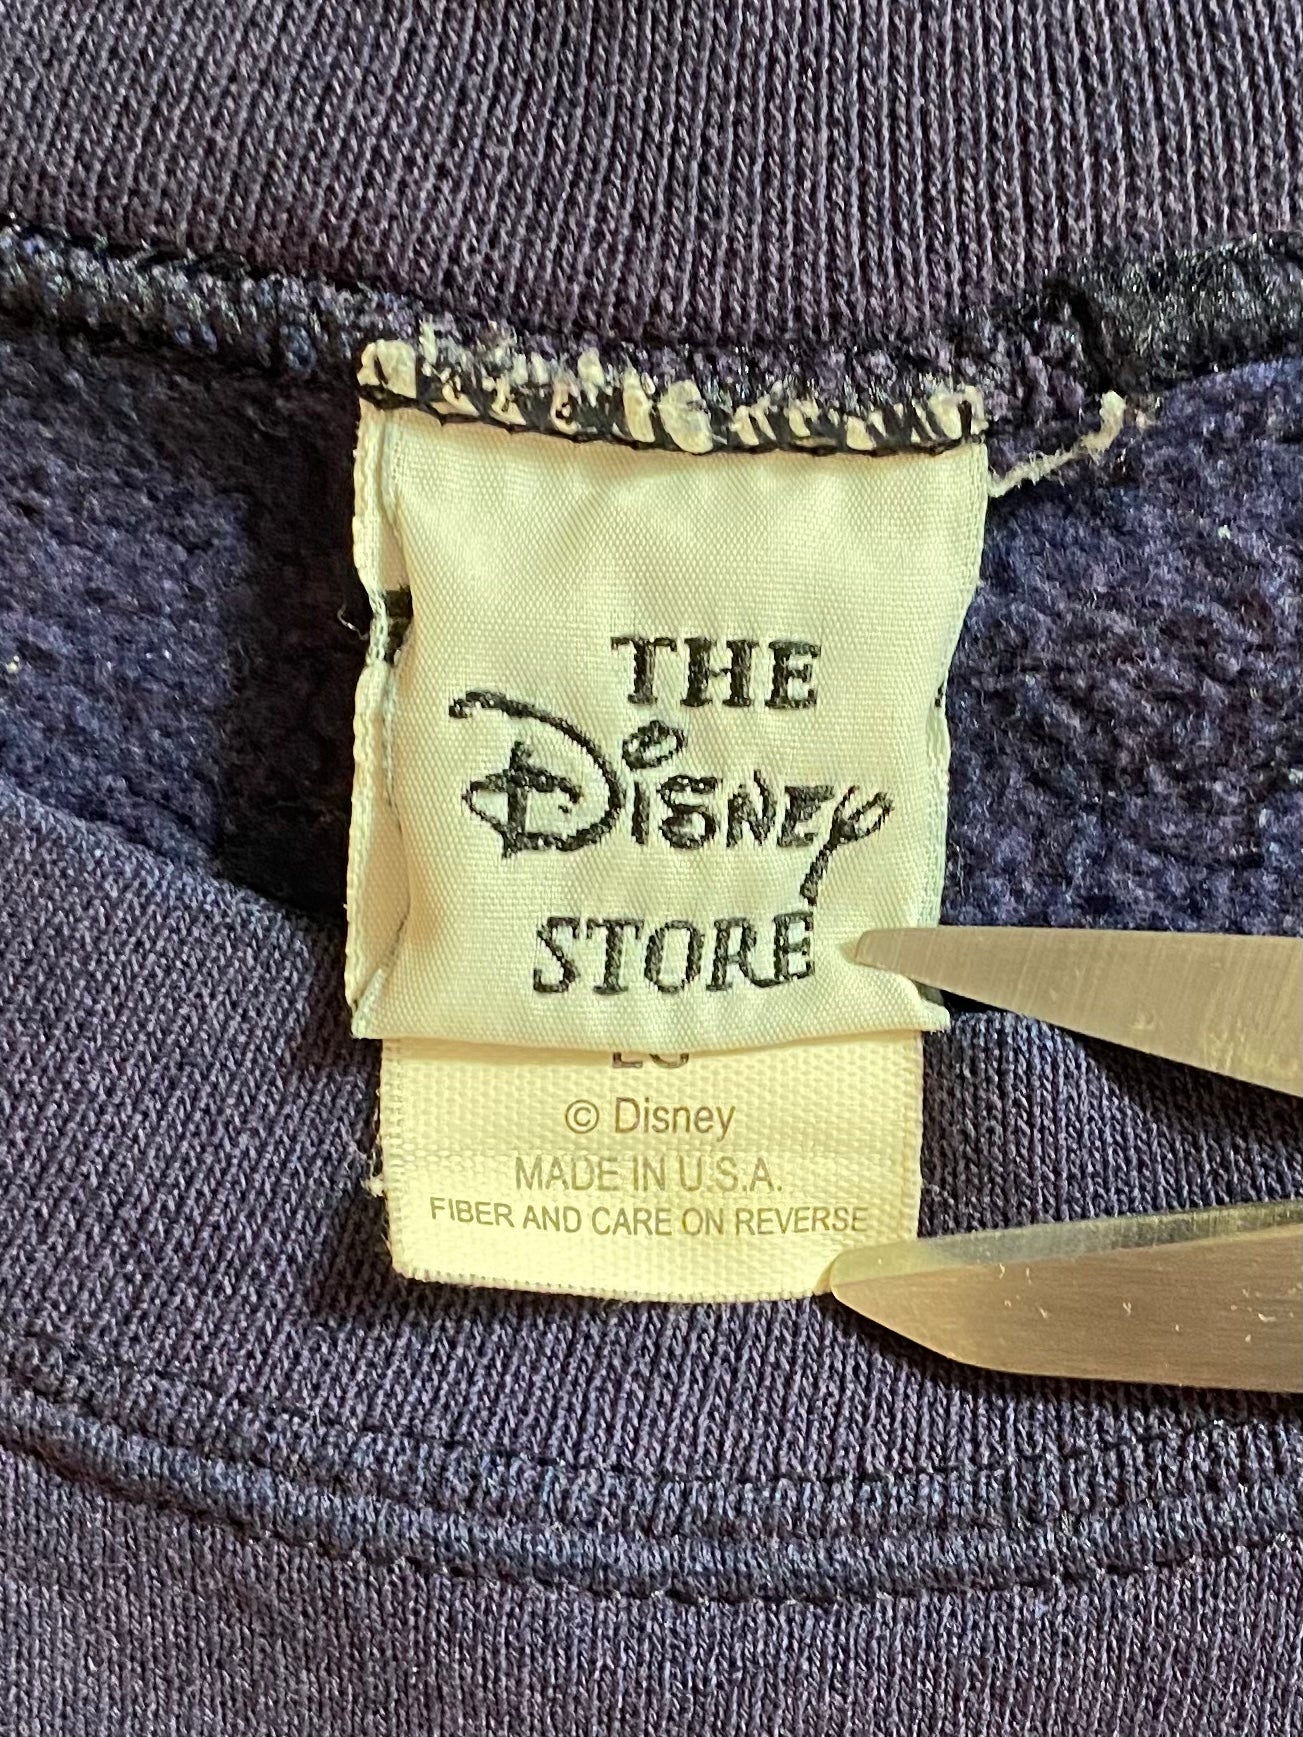 THE
Disney
STORE
© Disney
MADE IN U.S.A.
FIBER AND CARE ON REVERSE